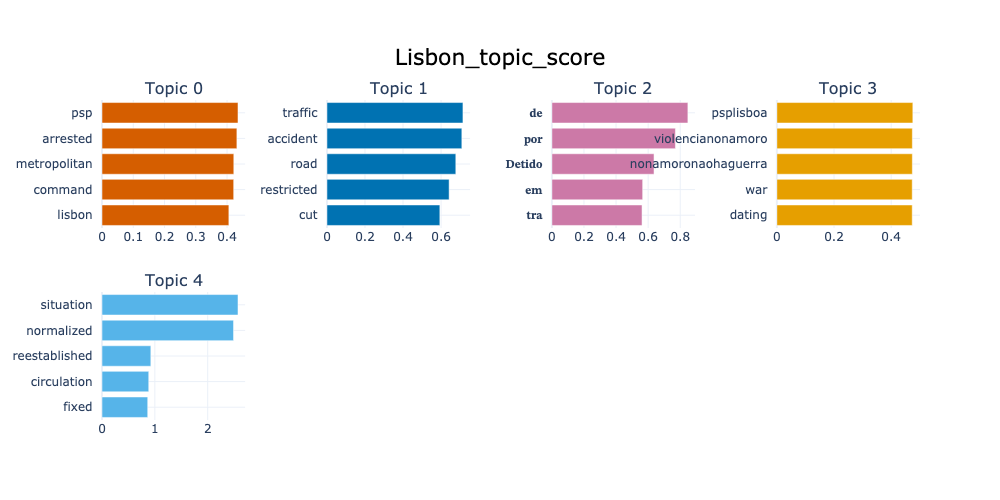 Lisbon_topic_score
Topic 0
psp
arrested
metropolitan
command
lisbon
0 0.1 0.2 0.3 0.4
Topic 1
traffic
accident
road
restricted
cut
0 0.2 0.4 0.6
Topic 2
de
por
Detido
em
tra
0 0.2 0.4 0.6 0.8
Topic 3
psplisboa
violencianonamoro
nonamoronaohaguerra
war
dating
0 0.2 0.4
Topic 4
situation
normalized
reestablished
circulation
fixed
0 1 2